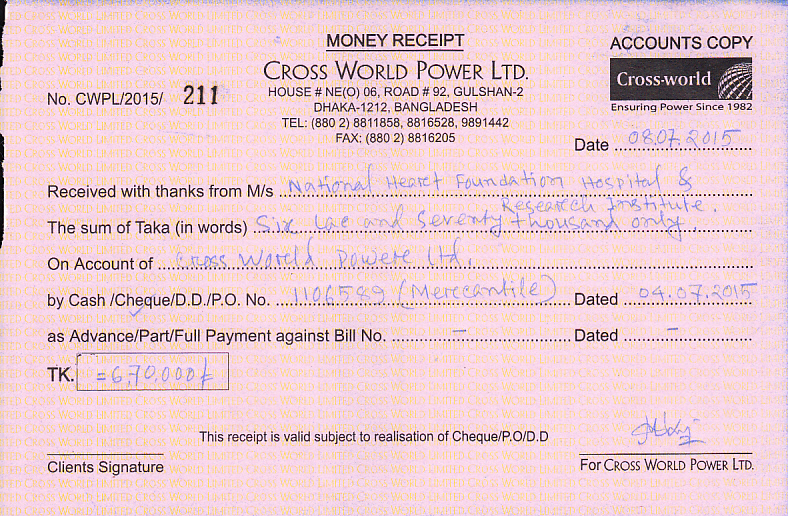 MONEY RECEIPT
ACCOUNTS COPY
CROSS WORLD POWER LTD.
Cross-world
Ensuring Power Since 1982
No. CWPL/2015/ 211
HOUSE # NE(O) 06, ROAD # 92, GULSHAN-2
DHAKA-1212, BANGLADESH
TEL: (880 2) 8811858, 8816528, 9891442
FAX: (880 2) 8816205
Date 08.07.2015
Received with thanks from M/s National Heart Foundation Hospital &
Research Institute.
The sum of Taka (in words) Six lac and Seventy thousand only.
On Account of Cross World Power Ltd.
by Cash /Cheque/D.D./P.O. No. 1106589 (Mercantile) Dated 04.07.2015
as Advance/Part/Full Payment against Bill No. – Dated –
TK. =6,70,000/=
This receipt is valid subject to realisation of Cheque/P.O/D.D
Clients Signature
For CROSS WORLD POWER LTD.